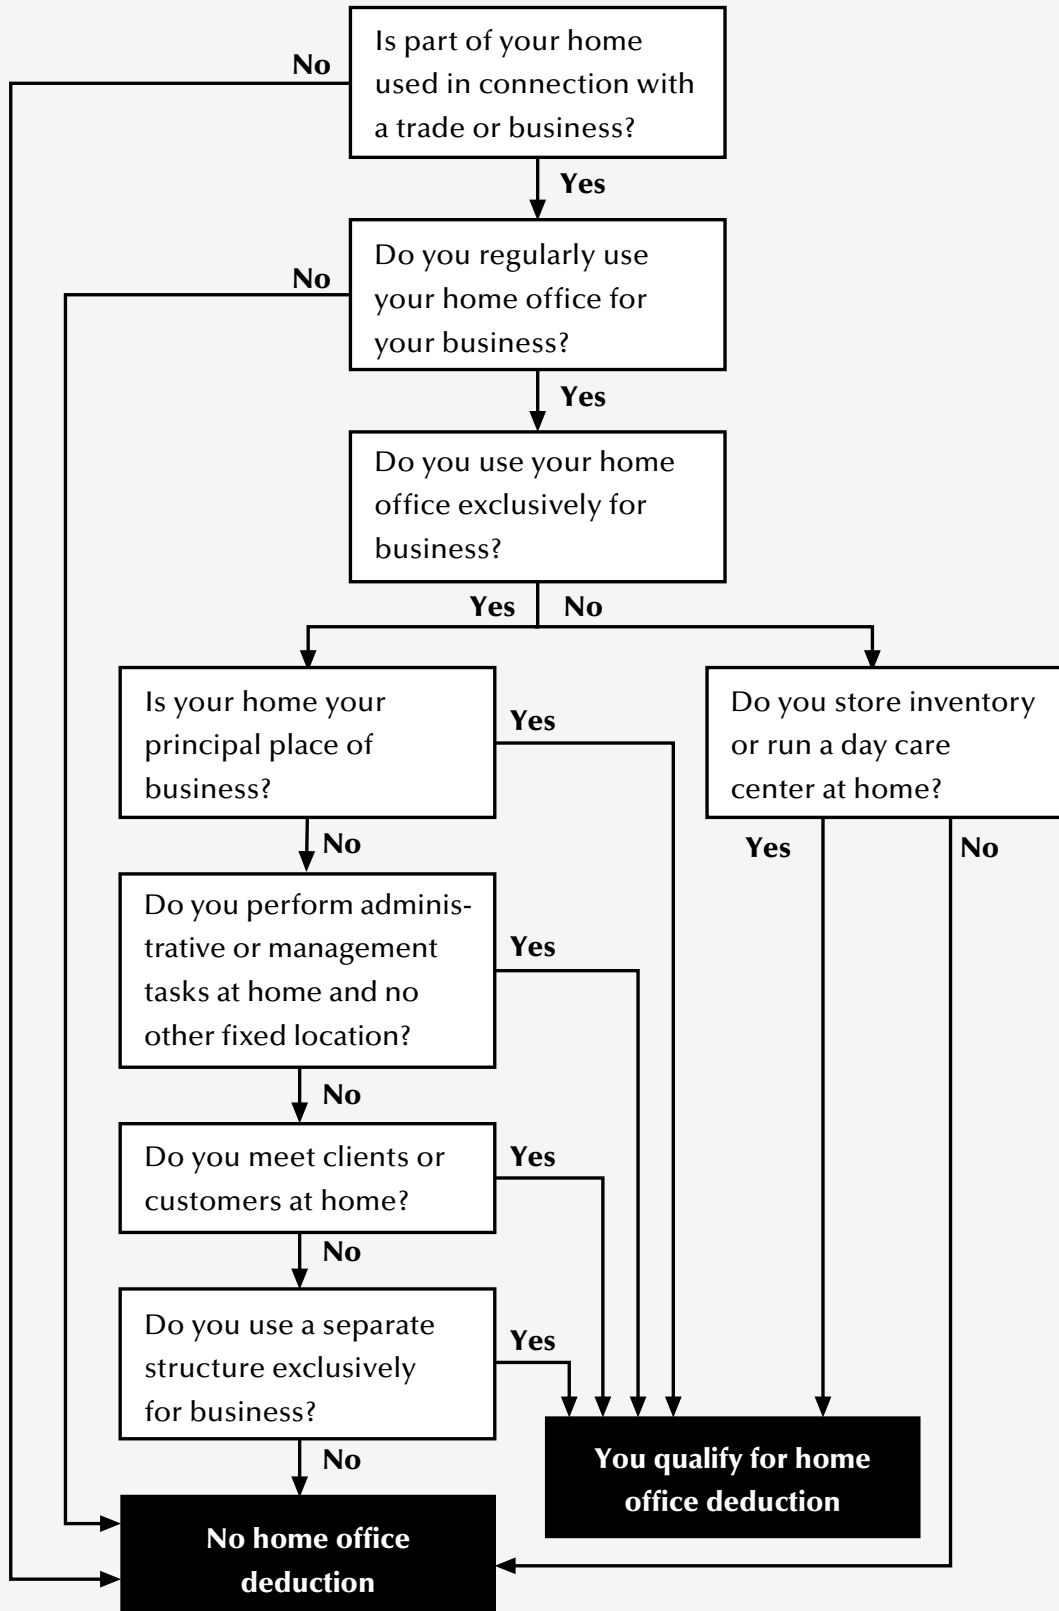 Is part of your home
used in connection with
a trade or business?
No
Yes
Do you regularly use
your home office for
your business?
No
Yes
Do you use your home
office exclusively for
business?
Yes
No
Is your home your
principal place of
business?
Yes
No
Do you store inventory
or run a day care
center at home?
Yes
No
Do you perform adminis-
trative or management
tasks at home and no
other fixed location?
Yes
No
Do you meet clients or
customers at home?
Yes
No
Do you use a separate
structure exclusively
for business?
Yes
No
You qualify for home
office deduction
No home office
deduction